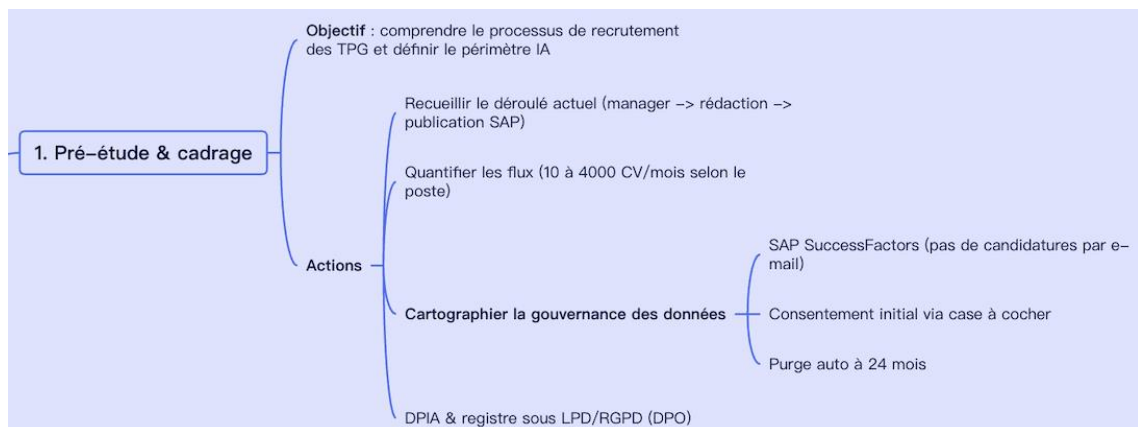 Objectif : comprendre le processus de recrutement
des TPG et définir le périmètre IA
1. Pré-étude & cadrage
Recueillir le déroulé actuel (manager -> rédaction ->
publication SAP)
Quantifier les flux (10 à 4000 CV/mois selon le
poste)
Actions
Cartographier la gouvernance des données
SAP SuccessFactors (pas de candidatures par e-
mail)
Consentement initial via case à cocher
Purge auto à 24 mois
DPIA & registre sous LPD/RGPD (DPO)